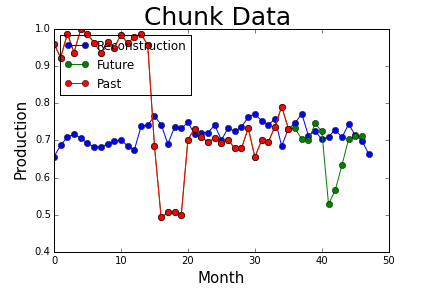 Chunk Data
1.0
0.9
0.8
0.7
0.6
0.5
0.4
Production
Reconstruction
Future
Past
0 10 20 30 40 50
Month